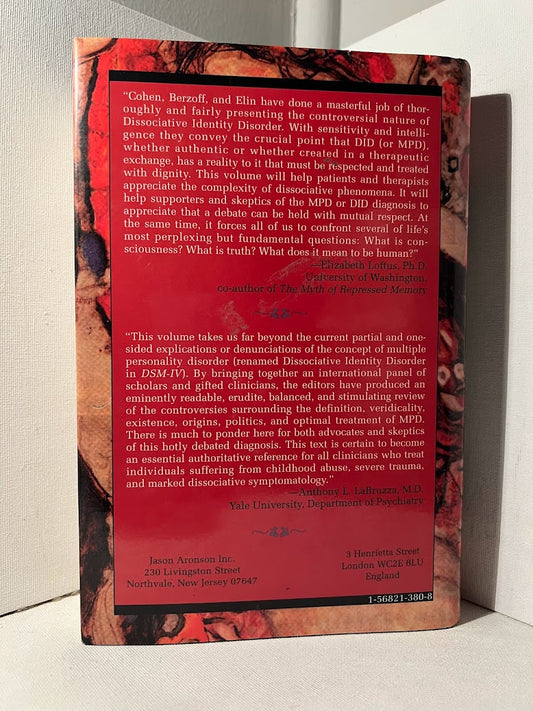 “Cohen, Berzoff, and Elin have done a masterful job of thor-
oughly and fairly presenting the controversial nature of
Dissociative Identity Disorder. With sensitivity and intelli-
gence they convey the crucial point that DID (or MPD),
whether authentic or whether created in a therapeutic
exchange, has a reality to it that must be respected and treated
with dignity. This volume will help patients and therapists
appreciate the complexity of dissociative phenomena. It will
help supporters and skeptics of the MPD or DID diagnosis to
appreciate that a debate can be held with mutual respect. At
the same time, it forces all of us to confront several of life’s
most perplexing but fundamental questions: What is con-
sciousness? What is truth? What does it mean to be human?”
—Elizabeth Loftus, Ph.D.
University of Washington,
co-author of The Myth of Repressed Memory
“This volume takes us far beyond the current partial and one-
sided explications or denunciations of the concept of multiple
personality disorder (renamed Dissociative Identity Disorder
in DSM-IV). By bringing together an international panel of
scholars and gifted clinicians, the editors have produced an
eminently readable, erudite, balanced, and stimulating review
of the controversies surrounding the definition, veridicality,
existence, origins, politics, and optimal treatment of MPD.
There is much to ponder here for both advocates and skeptics
of this hotly debated diagnosis. This text is certain to become
an essential authoritative reference for all clinicians who treat
individuals suffering from childhood abuse, severe trauma,
and marked dissociative symptomatology.”
—Anthony L. LaBruzza, M.D.
Yale University, Department of Psychiatry
Jason Aronson Inc.
230 Livingston Street
Northvale, New Jersey 07647
3 Henrietta Street
London WC2E 8LU
England
1-56821-380-8